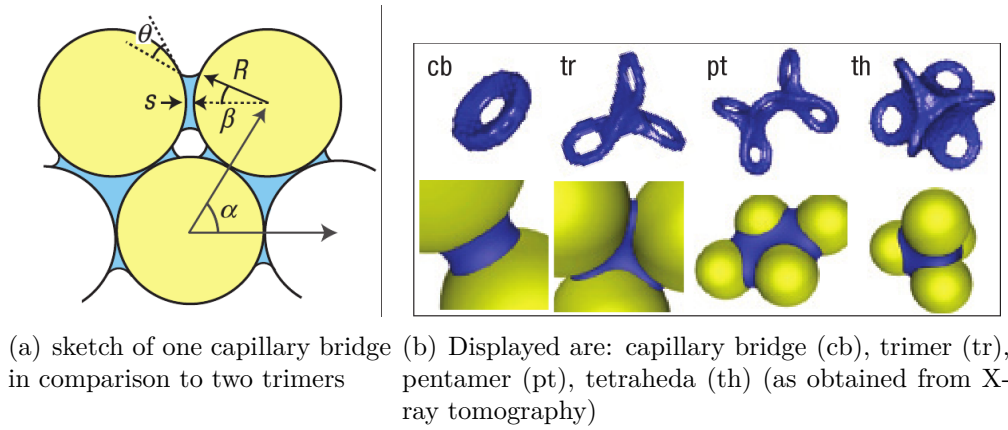 θ
R
s
β
α
cb
tr
pt
th
(a) sketch of one capillary bridge
in comparison to two trimers
(b) Displayed are: capillary bridge (cb), trimer (tr),
pentamer (pt), tetraheda (th) (as obtained from X-
ray tomography)